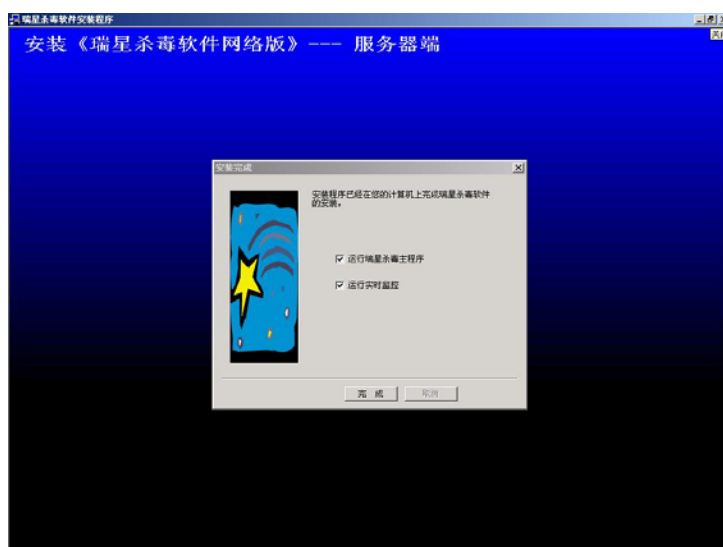 瑞星杀毒软件安装程序
关闭
安装《瑞星杀毒软件网络版》--- 服务器端
安装完成
安装程序已经在您的计算机上完成瑞星杀毒软件
的安装。
运行瑞星杀毒主程序
运行实时监控
完 成
取消